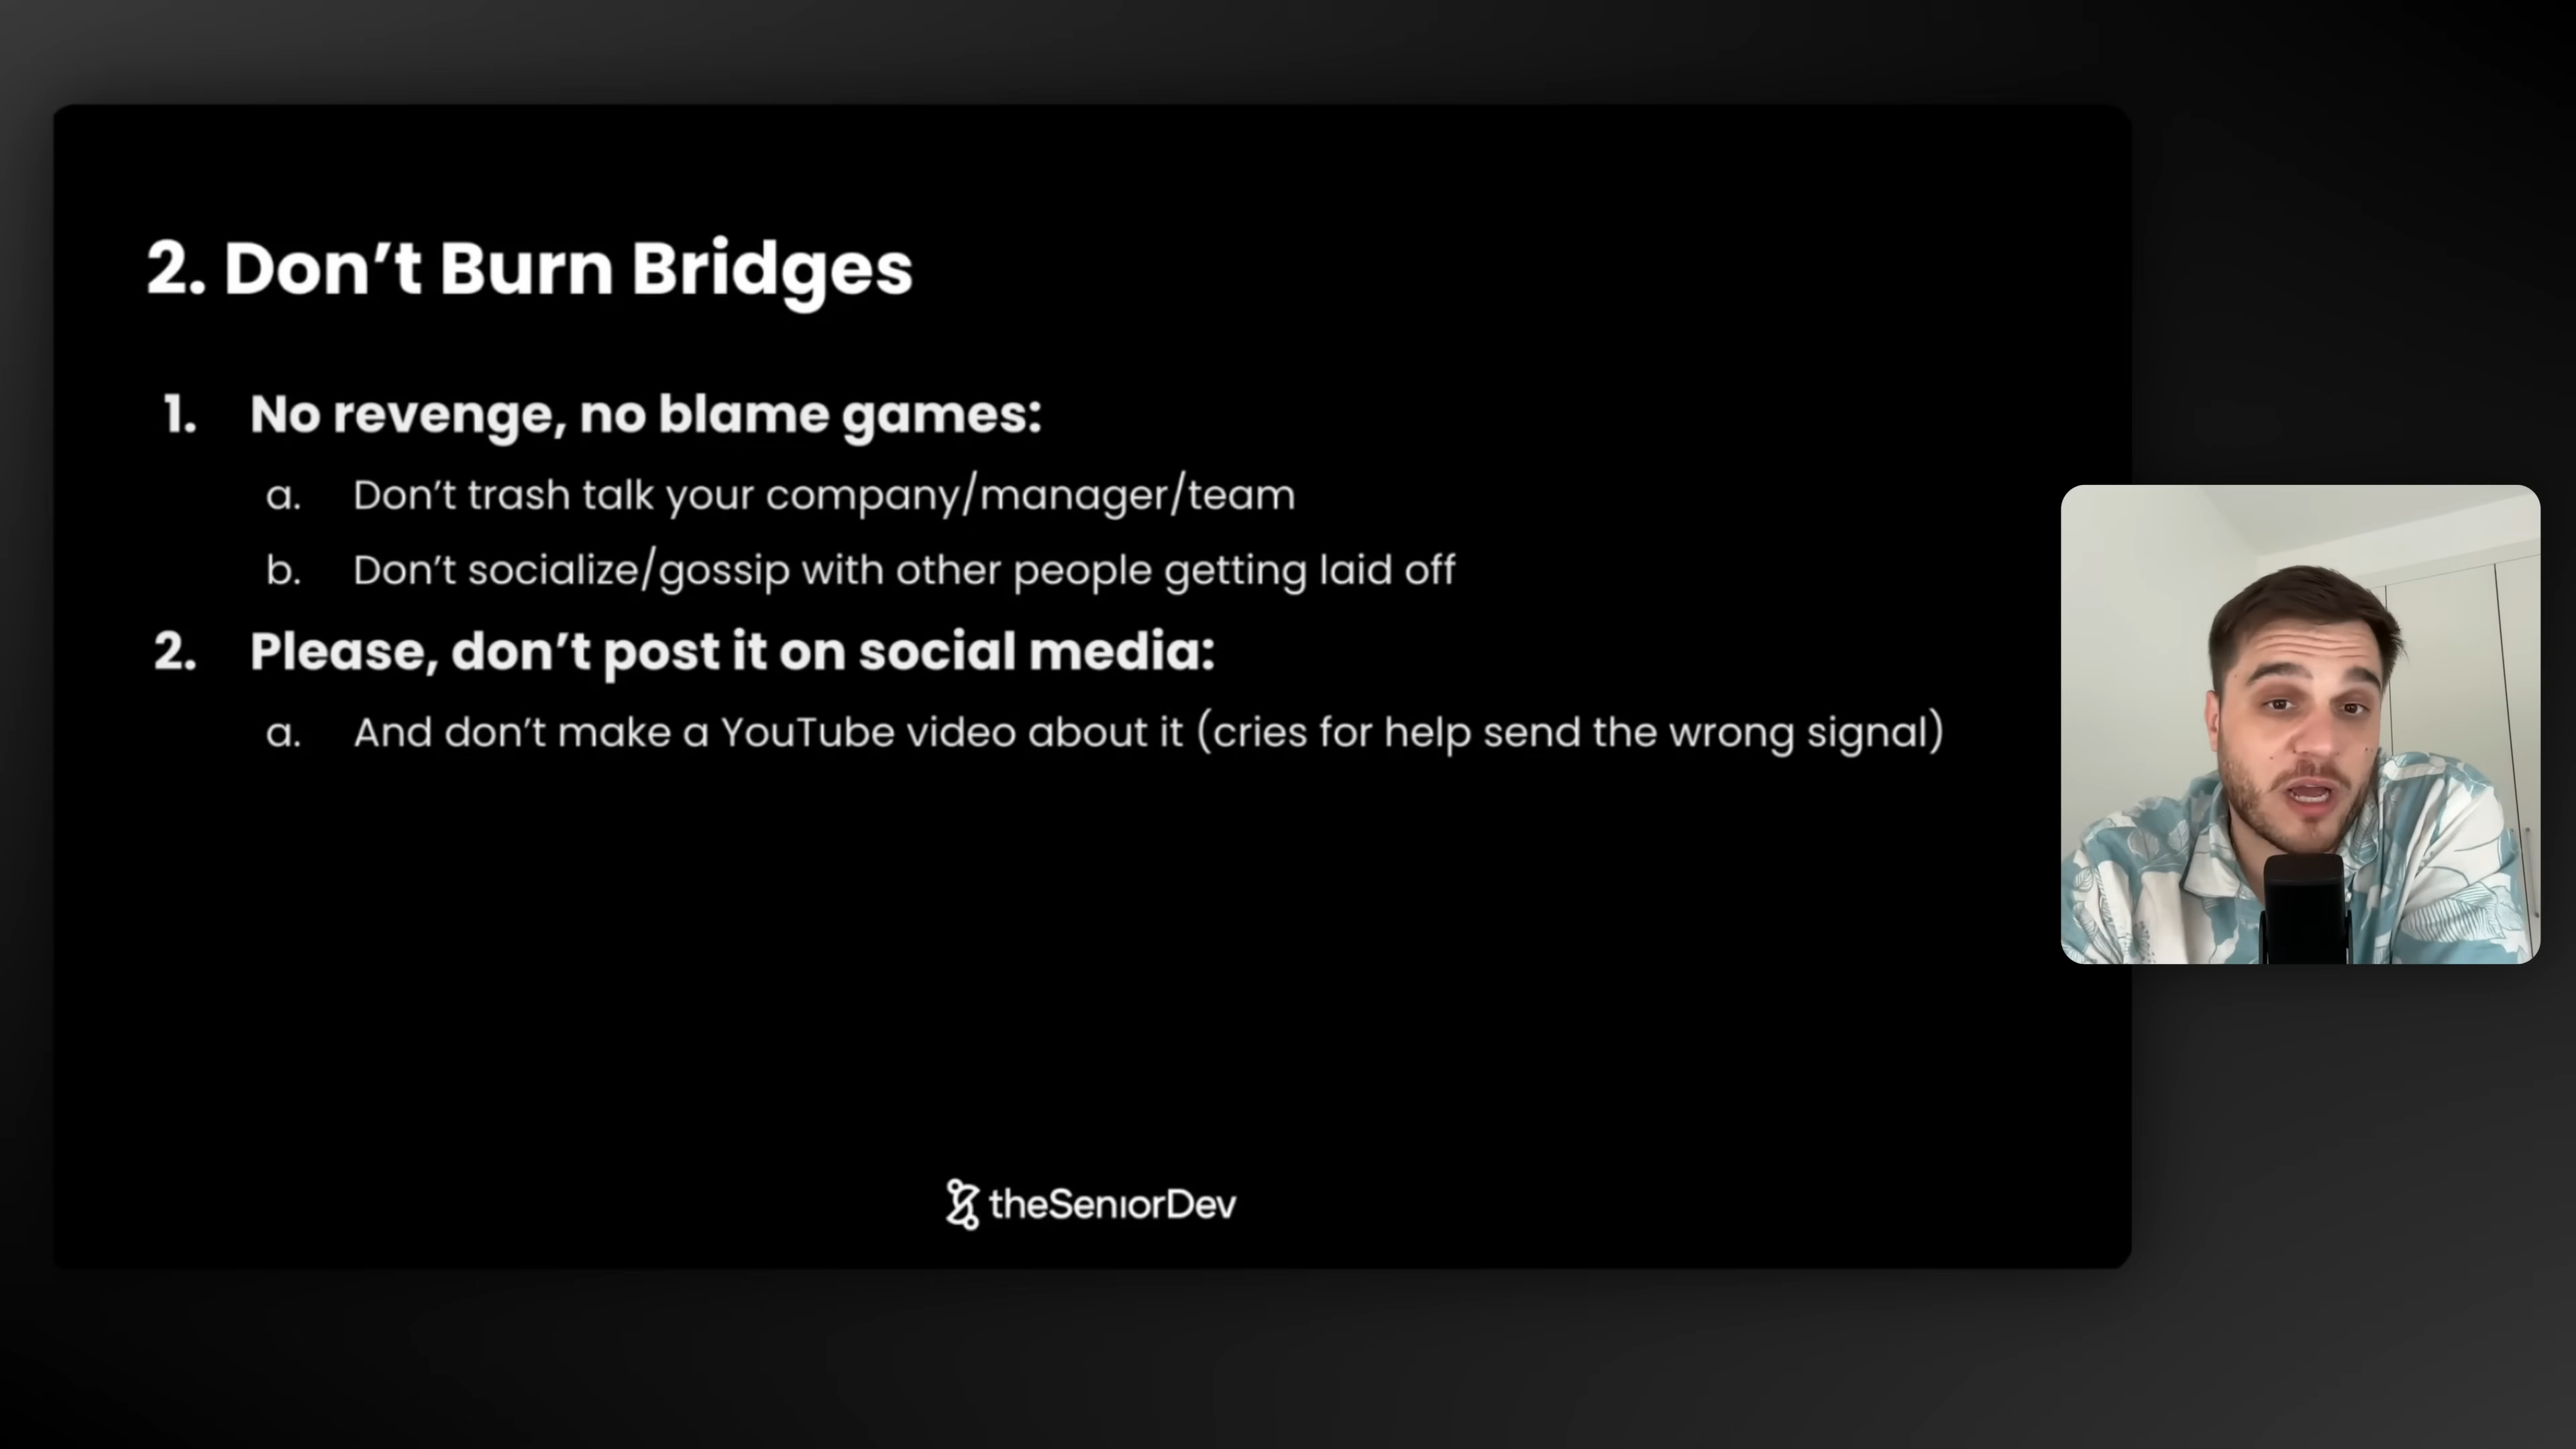 2. Don’t Burn Bridges
1. No revenge, no blame games:
a. Don’t trash talk your company/manager/team
b. Don’t socialize/gossip with other people getting laid off
2. Please, don’t post it on social media:
a. And don’t make a YouTube video about it (cries for help send the wrong signal)
theSeniorDev